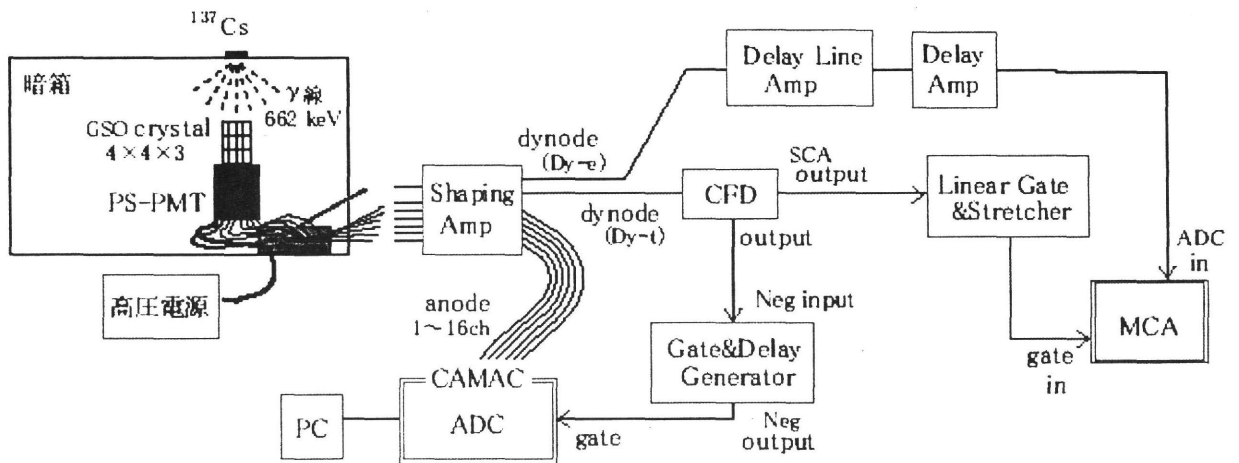 ¹³⁷Cs
暗箱
γ線
662 keV
GSO crystal
4×4×3
PS-PMT
高圧電源
Shaping
Amp
dynode
(Dy-e)
dynode
(Dy-t)
anode
1～16ch
Delay Line
Amp
Delay
Amp
CFD
SCA
output
output
Linear Gate
&Stretcher
ADC
in
MCA
gate
in
Neg input
Gate&Delay
Generator
Neg
output
gate
CAMAC
ADC
PC